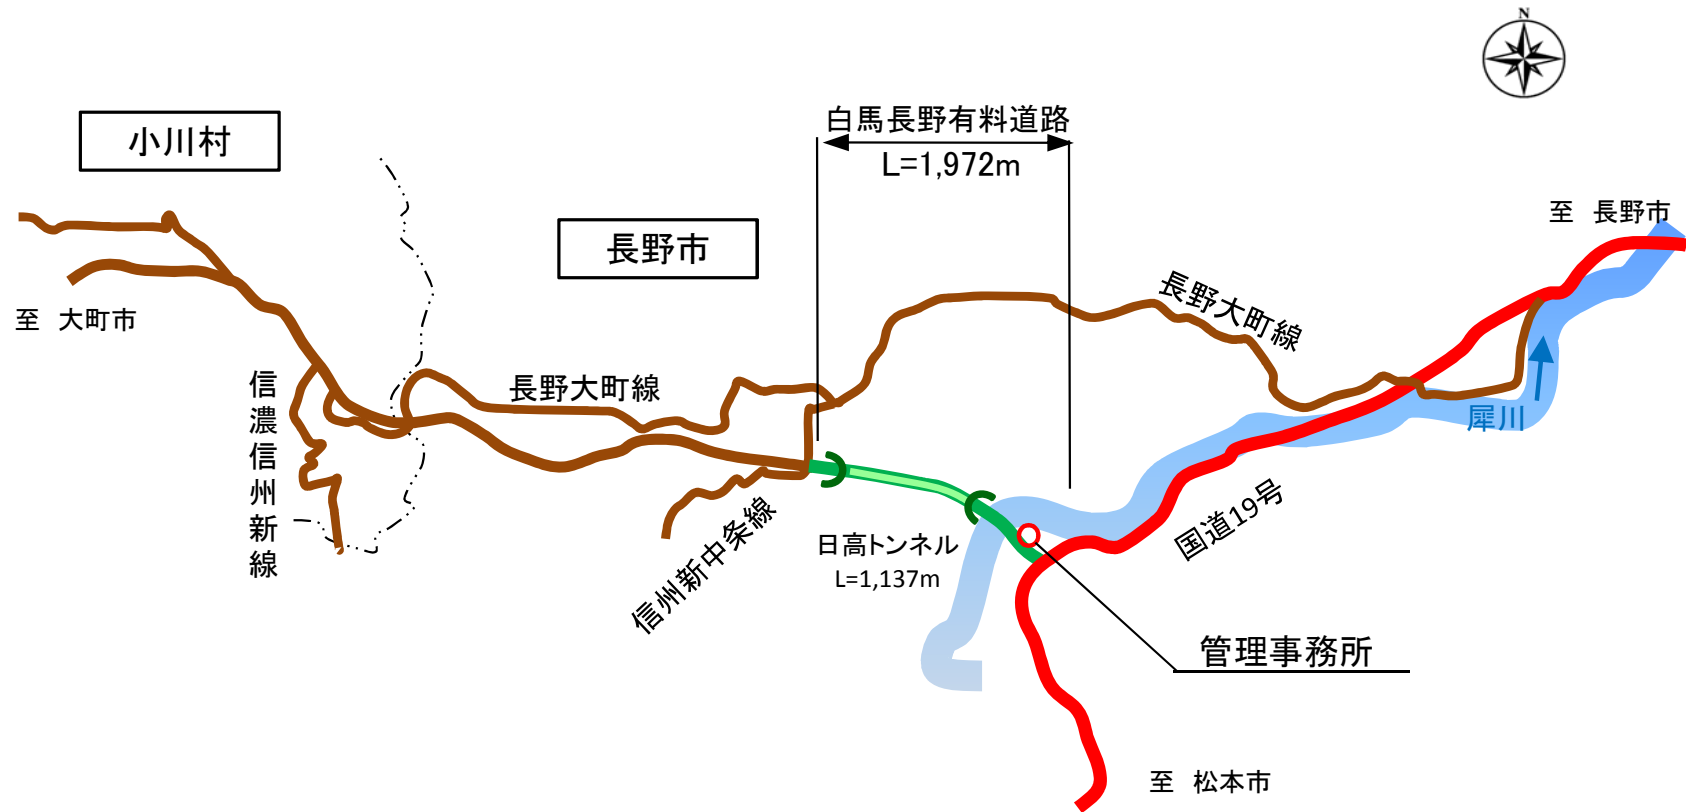 N
白馬長野有料道路
L=1,972m
小川村
長野市
至 長野市
至 大町市
長野大町線
長野大町線
信濃信州新線
犀川
国道19号
信州新中条線
日高トンネル
L=1,137m
管理事務所
至 松本市